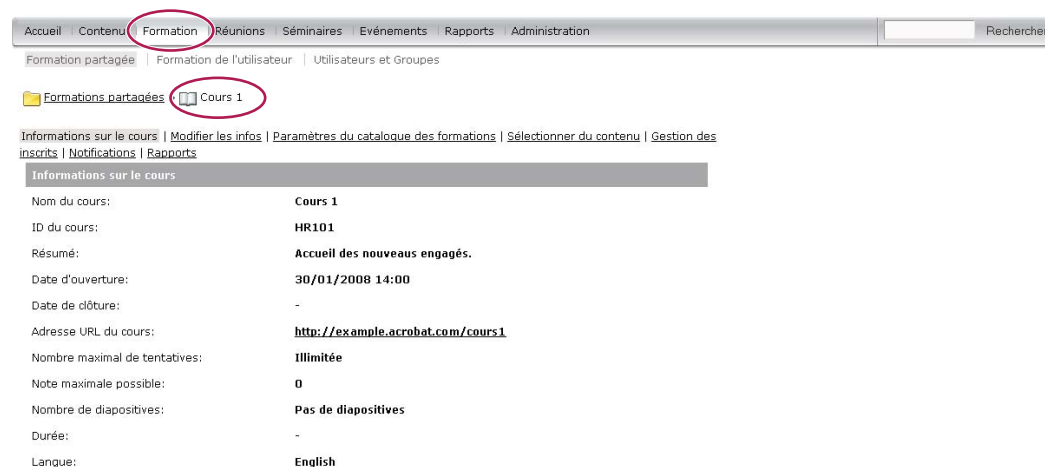 Accueil | Contenu | Formation | Réunions | Séminaires | Evénements | Rapports | Administration Rechercher
Formation partagée | Formation de l'utilisateur | Utilisateurs et Groupes
Formations partagées › Cours 1
Informations sur le cours | Modifier les infos | Paramètres du catalogue des formations | Sélectionner du contenu | Gestion des
inscrits | Notifications | Rapports
Informations sur le cours
Nom du cours: Cours 1
ID du cours: HR101
Résumé: Accueil des nouveaus engagés.
Date d'ouverture: 30/01/2008 14:00
Date de clôture: -
Adresse URL du cours: http://example.acrobat.com/cours1
Nombre maximal de tentatives: Illimitée
Note maximale possible: 0
Nombre de diapositives: Pas de diapositives
Durée: -
Langue: English